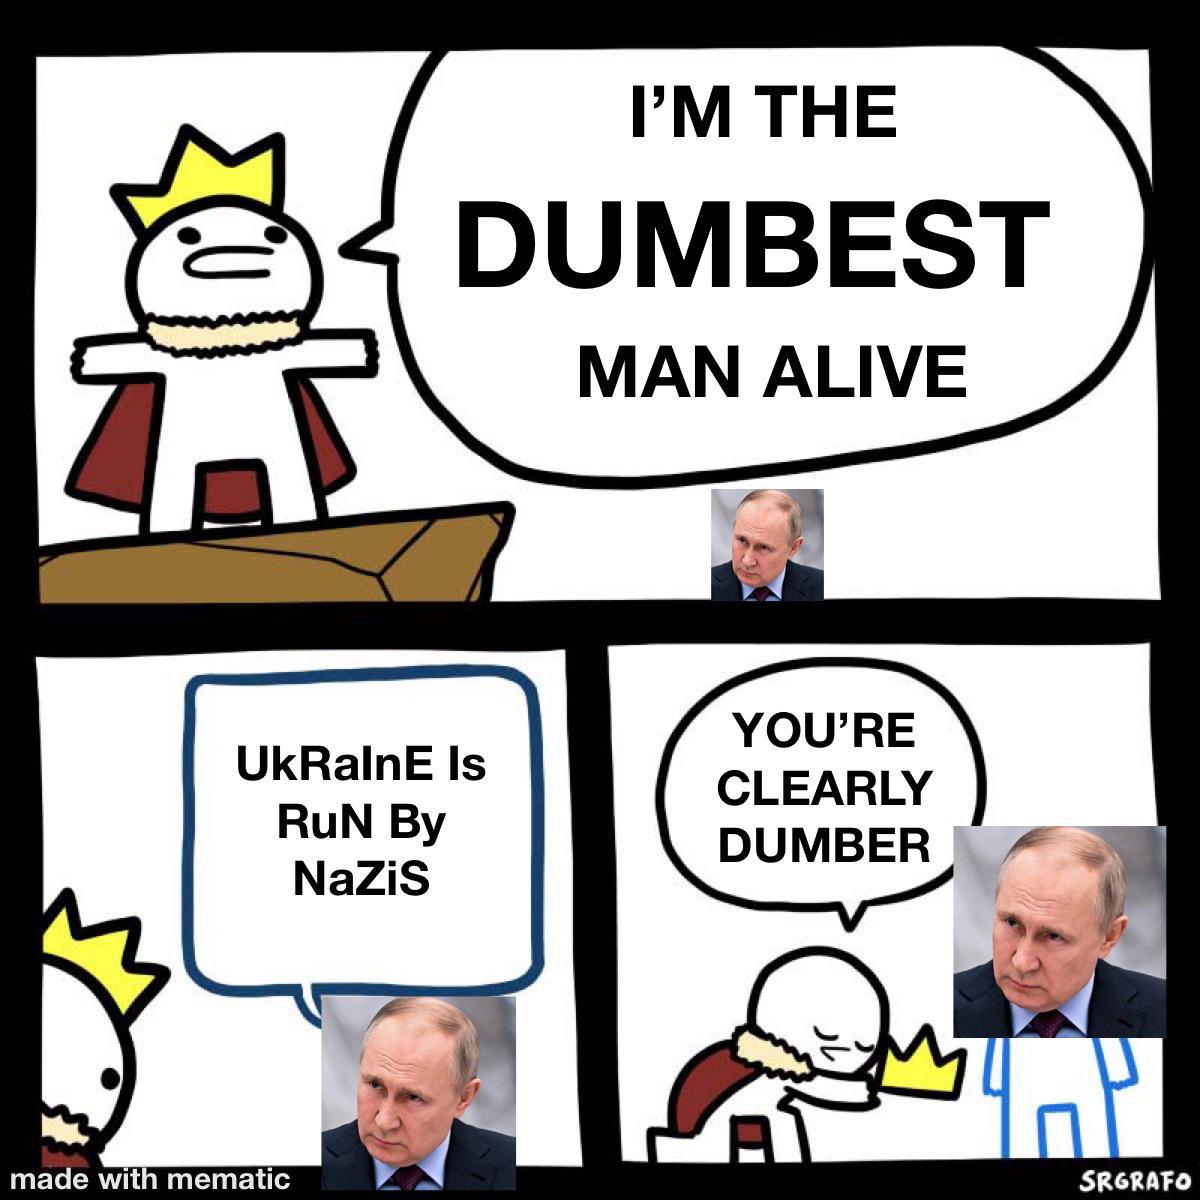 I’M THE
DUMBEST
MAN ALIVE
UkRaInE Is
RuN By
NaZiS
YOU’RE
CLEARLY
DUMBER
made with mematic
SRGRAFO